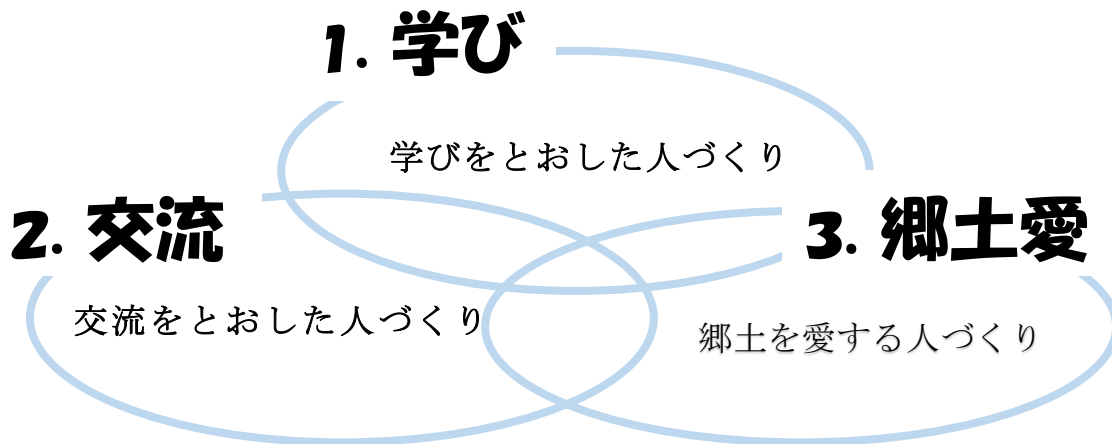 1. 学び
学びをとおした人づくり
2. 交流
交流をとおした人づくり
3. 郷土愛
郷土を愛する人づくり